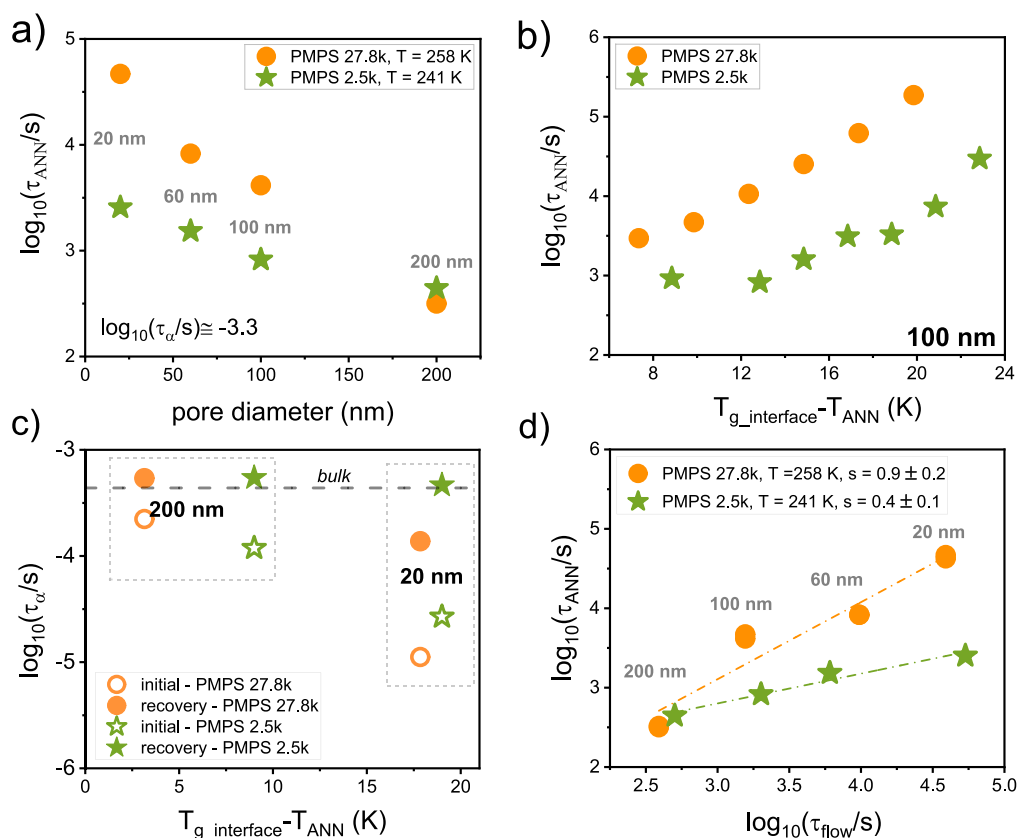 a)
PMPS 27.8k, T = 258 K
PMPS 2.5k, T = 241 K
log10(τANN/s)
5
4
3
2
20 nm
60 nm
100 nm
200 nm
log10(τα/s)≅ -3.3
0
50
100
150
200
pore diameter (nm)
b)
PMPS 27.8k
PMPS 2.5k
log10(τANN/s)
6
5
4
3
2
100 nm
8
12
16
20
24
Tg_interface-TANN (K)
c)
log10(τα/s)
-3
-4
-5
-6
bulk
200 nm
20 nm
initial - PMPS 27.8k
recovery - PMPS 27.8k
initial - PMPS 2.5k
recovery - PMPS 2.5k
0
5
10
15
20
Tg_interface-TANN (K)
d)
PMPS 27.8k, T =258 K, s = 0.9 ± 0.2
PMPS 2.5k, T = 241 K, s = 0.4 ± 0.1
log10(τANN/s)
6
5
4
3
2
20 nm
60 nm
100 nm
200 nm
2.5
3.0
3.5
4.0
4.5
5.0
log10(τflow/s)